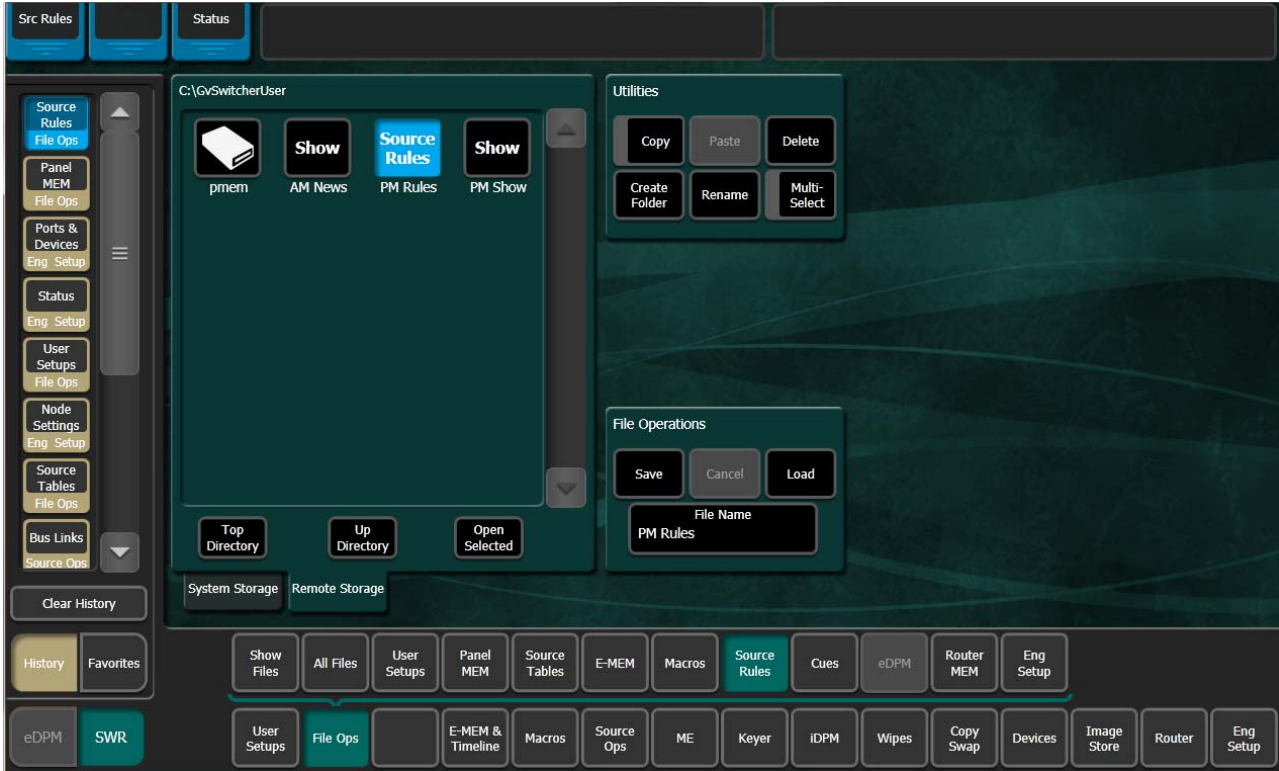 Src Rules
Status
Source
Rules
File Ops
Panel
MEM
File Ops
Ports &
Devices
Eng Setup
Status
Eng Setup
User
Setups
File Ops
Node
Settings
Eng Setup
Source
Tables
File Ops
Bus Links
Source Ops
Clear History
History
Favorites
eDPM
SWR
C:\GvSwitcherUser
pmem
Show
AM News
Source
Rules
PM Rules
Show
PM Show
Top
Directory
Up
Directory
Open
Selected
System Storage
Remote Storage
Utilities
Copy
Paste
Delete
Create
Folder
Rename
Multi-
Select
File Operations
Save
Cancel
Load
File Name
PM Rules
Show
Files
All Files
User
Setups
Panel
MEM
Source
Tables
E-MEM
Macros
Source
Rules
Cues
eDPM
Router
MEM
Eng
Setup
User
Setups
File Ops
E-MEM &
Timeline
Macros
Source
Ops
ME
Keyer
iDPM
Wipes
Copy
Swap
Devices
Image
Store
Router
Eng
Setup